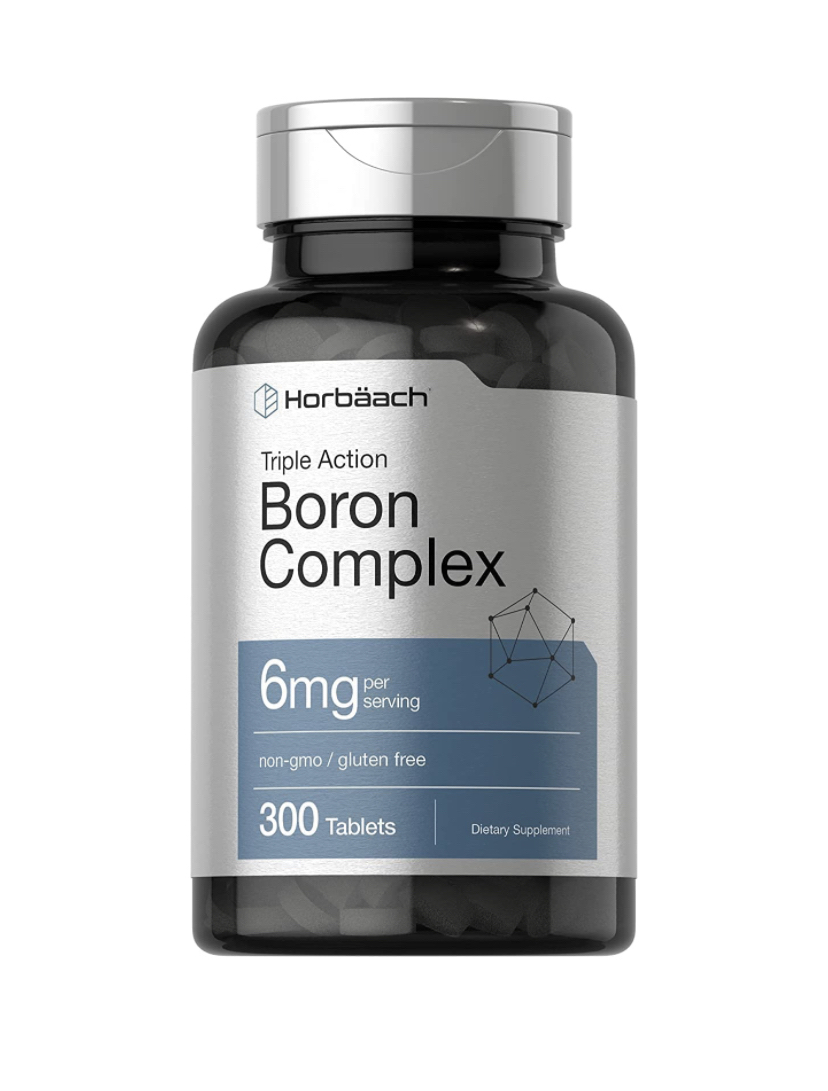 Horbäach
Triple Action
Boron
Complex
6mg per
serving
non-gmo / gluten free
300 Tablets
Dietary Supplement